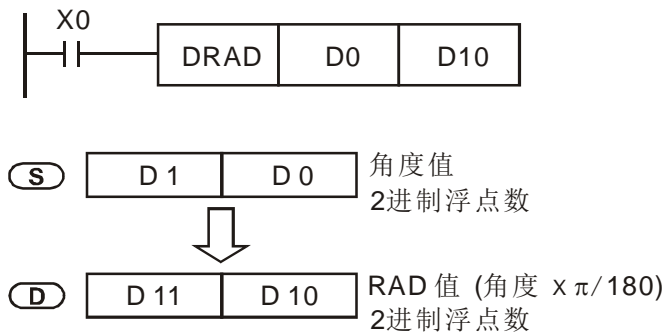 X0
DRAD D0 D10
S D 1 D 0 角度值
2进制浮点数
D D 11 D 10 RAD 值 (角度 x π/180)
2进制浮点数